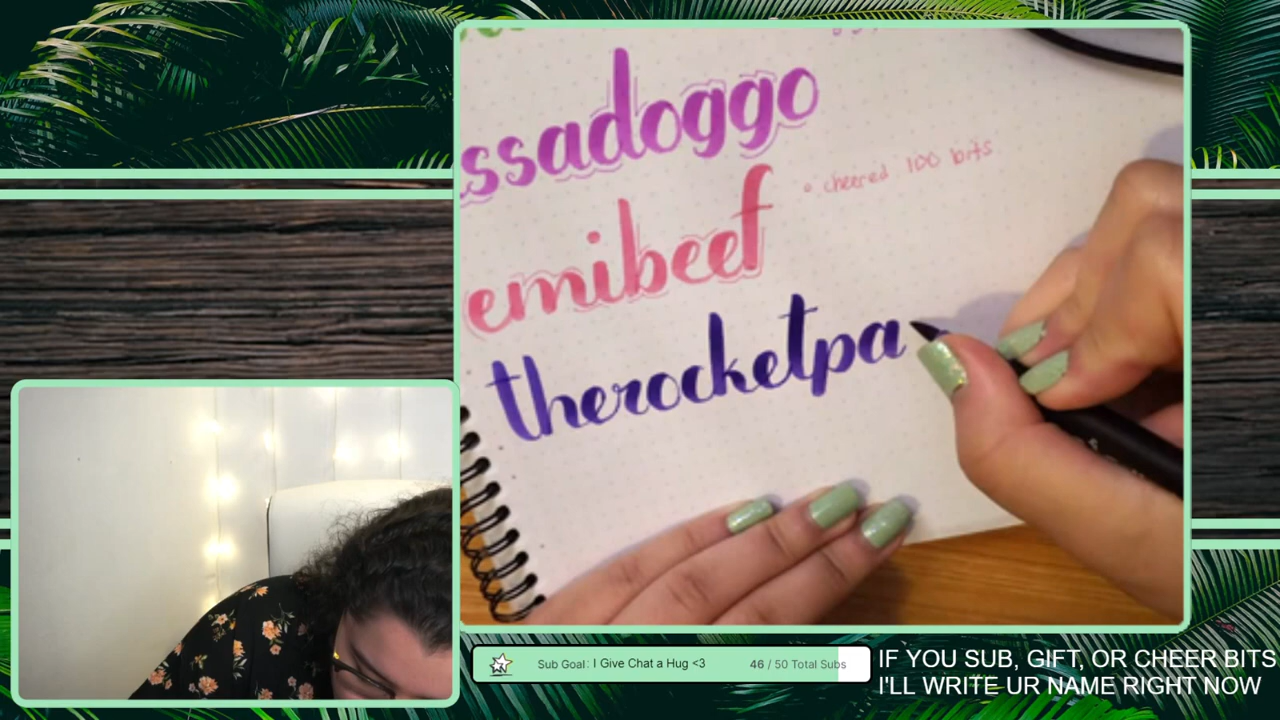 ssadoggo
emibeef
• cheered 100 bits
therocketpa
Sub Goal: I Give Chat a Hug <3 46 / 50 Total Subs
IF YOU SUB, GIFT, OR CHEER BITS
I'LL WRITE UR NAME RIGHT NOW